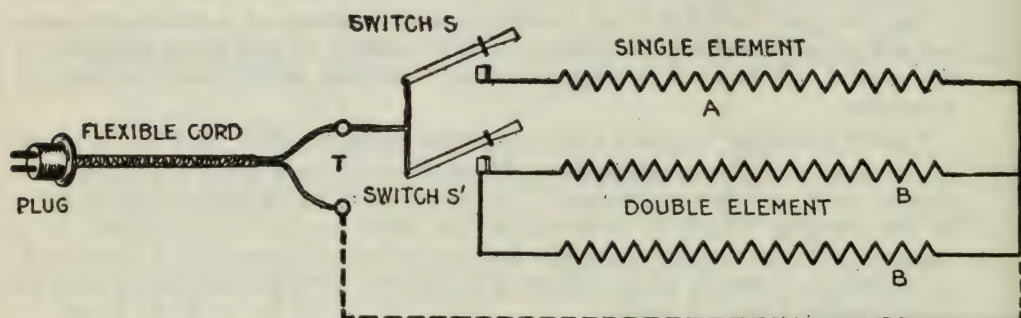 SWITCH S
SINGLE ELEMENT
A
FLEXIBLE CORD
T
PLUG
SWITCH S'
B
DOUBLE ELEMENT
B